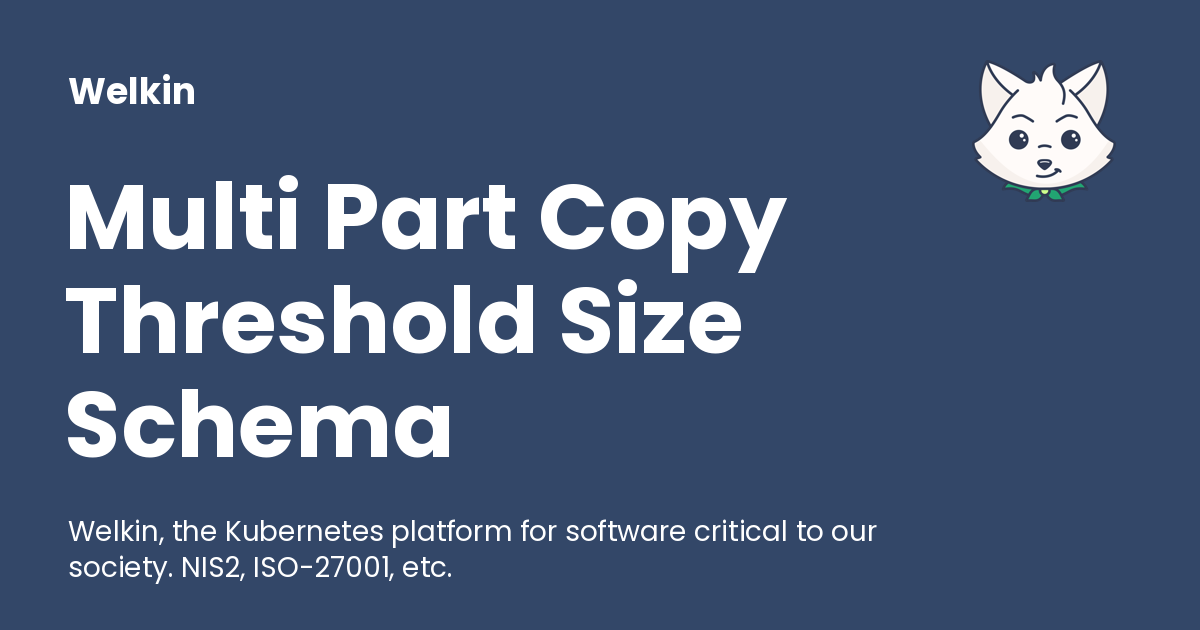 Welkin
Multi Part Copy
Threshold Size
Schema
Welkin, the Kubernetes platform for software critical to our
society. NIS2, ISO-27001, etc.